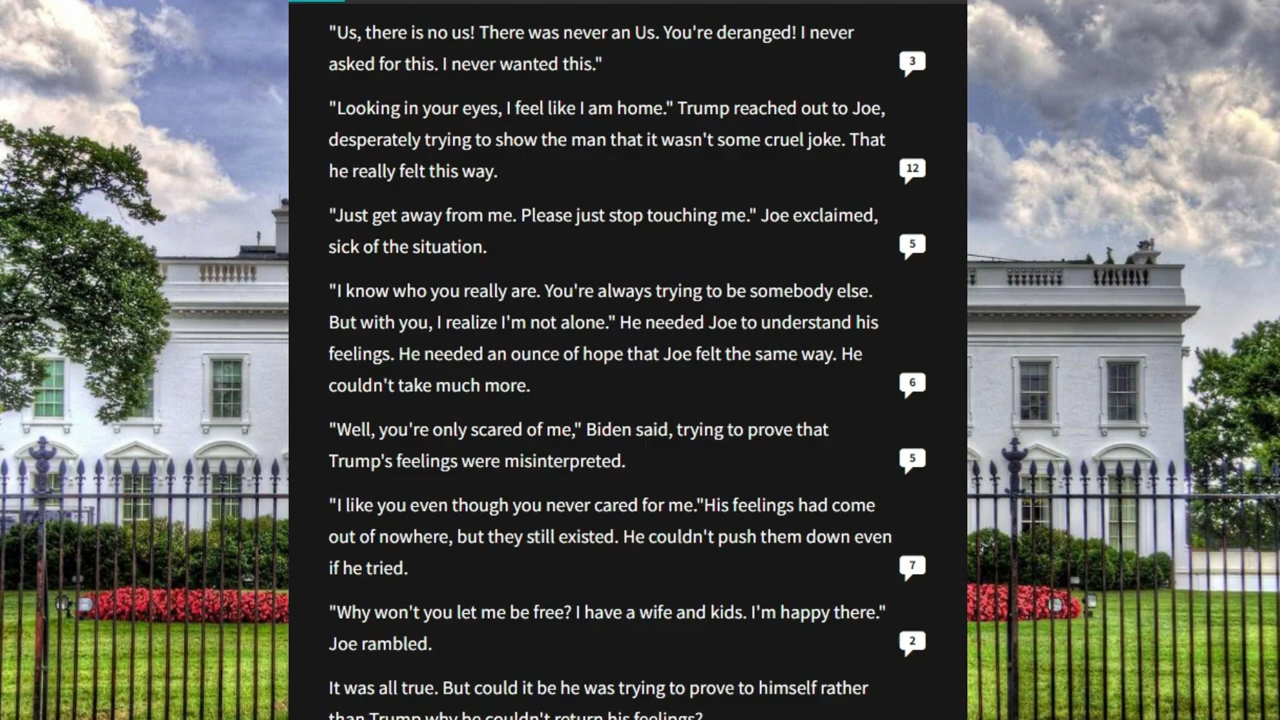 "Us, there is no us! There was never an Us. You're deranged! I never
asked for this. I never wanted this."
3
"Looking in your eyes, I feel like I am home." Trump reached out to Joe,
desperately trying to show the man that it wasn't some cruel joke. That
he really felt this way.
12
"Just get away from me. Please just stop touching me." Joe exclaimed,
sick of the situation.
5
"I know who you really are. You're always trying to be somebody else.
But with you, I realize I'm not alone." He needed Joe to understand his
feelings. He needed an ounce of hope that Joe felt the same way. He
couldn't take much more.
6
"Well, you're only scared of me," Biden said, trying to prove that
Trump's feelings were misinterpreted.
5
"I like you even though you never cared for me."His feelings had come
out of nowhere, but they still existed. He couldn't push them down even
if he tried.
7
"Why won't you let me be free? I have a wife and kids. I'm happy there."
Joe rambled.
2
It was all true. But could it be he was trying to prove to himself rather
than Trump why he couldn't return his feelings?